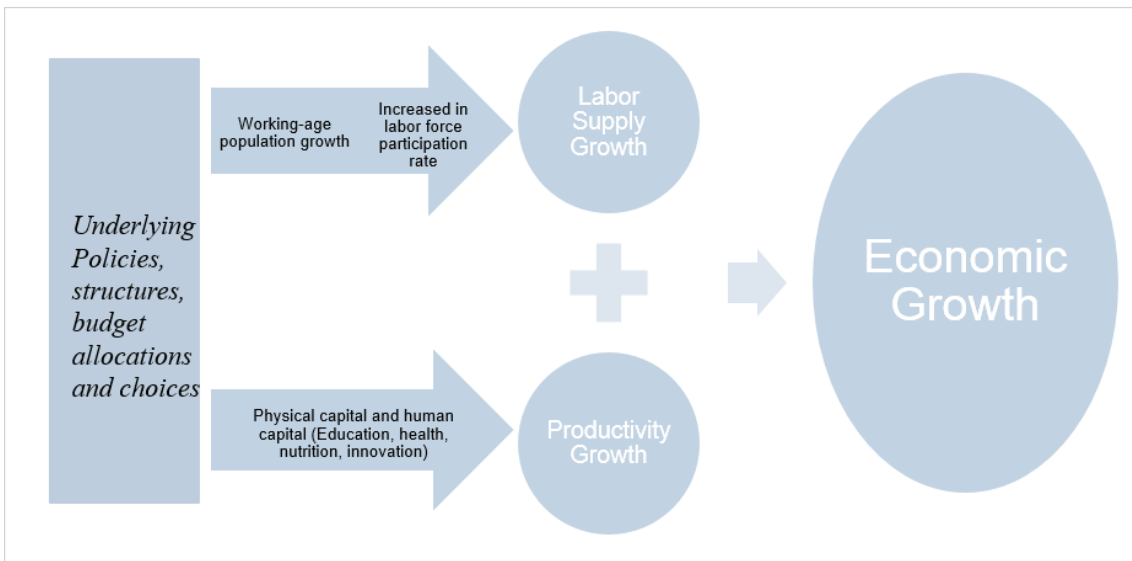 Underlying
Policies,
structures,
budget
allocations
and choices
Working-age
population growth
Increased in
labor force
participation
rate
Labor
Supply
Growth
Physical capital and human
capital (Education, health,
nutrition, innovation)
Productivity
Growth
Economic
Growth